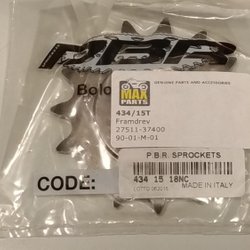 PBR
Bolo
GENUINE PARTS AND ACCESSORIES
MAX
PARTS
434/15T
Framdrev
27511-37400
90-01-M-01
CODE:
P.B.R. SPROCKETS
434 15 18NC
MADE IN ITALY